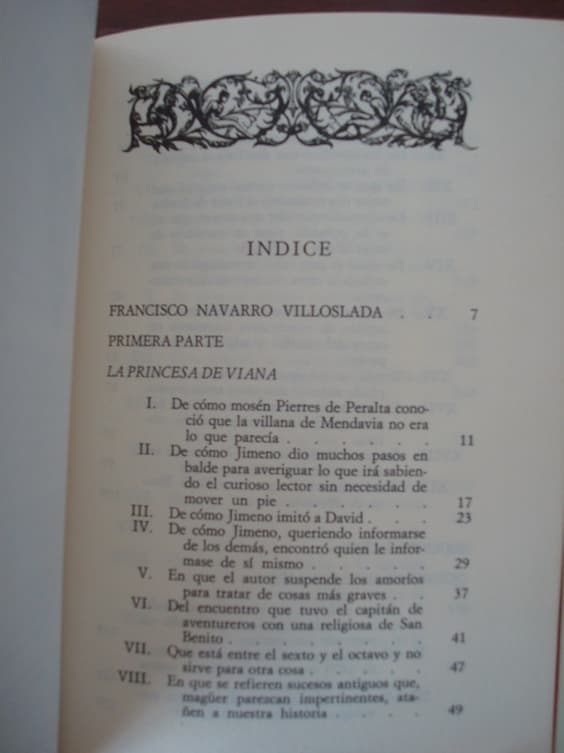 INDICE
FRANCISCO NAVARRO VILLOSLADA . . 7
PRIMERA PARTE
LA PRINCESA DE VIANA
I. De cómo mosén Pierres de Peralta cono-
ció que la villana de Mendavia no era
lo que parecía . . . . . . 11
II. De cómo Jimeno dio muchos pasos en
balde para averiguar lo que irá sabien-
do el curioso lector sin necesidad de
mover un pie . . . . . . 17
III. De cómo Jimeno imitó a David . . . 23
IV. De cómo Jimeno, queriendo informarse
de los demás, encontró quien le infor-
mase de sí mismo . . . . . 29
V. En que el autor suspende los amoríos
para tratar de cosas más graves . . 37
VI. Del encuentro que tuvo el capitán de
aventureros con una religiosa de San
Benito . . . . . . . . 41
VII. Que está entre el sexto y el octavo y no
sirve para otra cosa . . . . . 47
VIII. En que se refieren sucesos antiguos que,
magüer parezcan impertinentes, ata-
ñen a nuestra historia . . . . 49